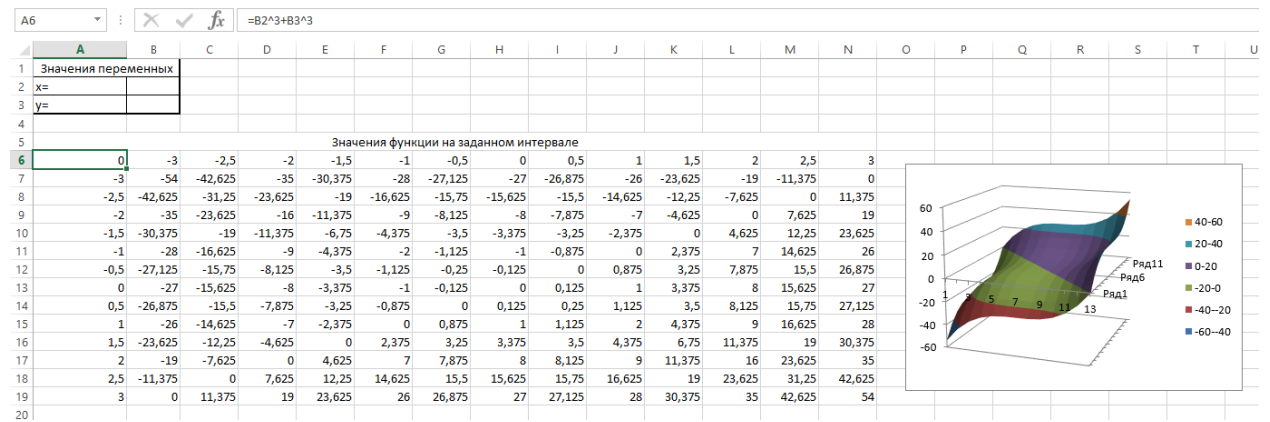 A6 fx =B2^3+B3^3
A B C D E F G H I J K L M N O P Q R S T U
1 Значения переменных
2 x=
3 y=
4
5 Значения функции на заданном интервале
6 0 -3 -2,5 -2 -1,5 -1 -0,5 0 0,5 1 1,5 2 2,5 3
7 -3 -54 -42,625 -35 -30,375 -28 -27,125 -27 -26,875 -26 -23,625 -19 -11,375 0
8 -2,5 -42,625 -31,25 -23,625 -19 -16,625 -15,75 -15,625 -15,5 -14,625 -12,25 -7,625 0 11,375
9 -2 -35 -23,625 -16 -11,375 -9 -8,125 -8 -7,875 -7 -4,625 0 7,625 19
10 -1,5 -30,375 -19 -11,375 -6,75 -4,375 -3,5 -3,375 -3,25 -2,375 0 4,625 12,25 23,625
11 -1 -28 -16,625 -9 -4,375 -2 -1,125 -1 -0,875 0 2,375 7 14,625 26
12 -0,5 -27,125 -15,75 -8,125 -3,5 -1,125 -0,25 -0,125 0 0,875 3,25 7,875 15,5 26,875
13 0 -27 -15,625 -8 -3,375 -1 -0,125 0 0,125 1 3,375 8 15,625 27
14 0,5 -26,875 -15,5 -7,875 -3,25 -0,875 0 0,125 0,25 1,125 3,5 8,125 15,75 27,125
15 1 -26 -14,625 -7 -2,375 0 0,875 1 1,125 2 4,375 9 16,625 28
16 1,5 -23,625 -12,25 -4,625 0 2,375 3,25 3,375 3,5 4,375 6,75 11,375 19 30,375
17 2 -19 -7,625 0 4,625 7 7,875 8 8,125 9 11,375 16 23,625 35
18 2,5 -11,375 0 7,625 12,25 14,625 15,5 15,625 15,75 16,625 19 23,625 31,25 42,625
19 3 0 11,375 19 23,625 26 26,875 27 27,125 28 30,375 35 42,625 54
20
60
40
20
0
-20
-40
-60
1 3 5 7 9 11 13
Ряд11
Ряд6
Ряд1
40-60
20-40
0-20
-20-0
-40--20
-60--40